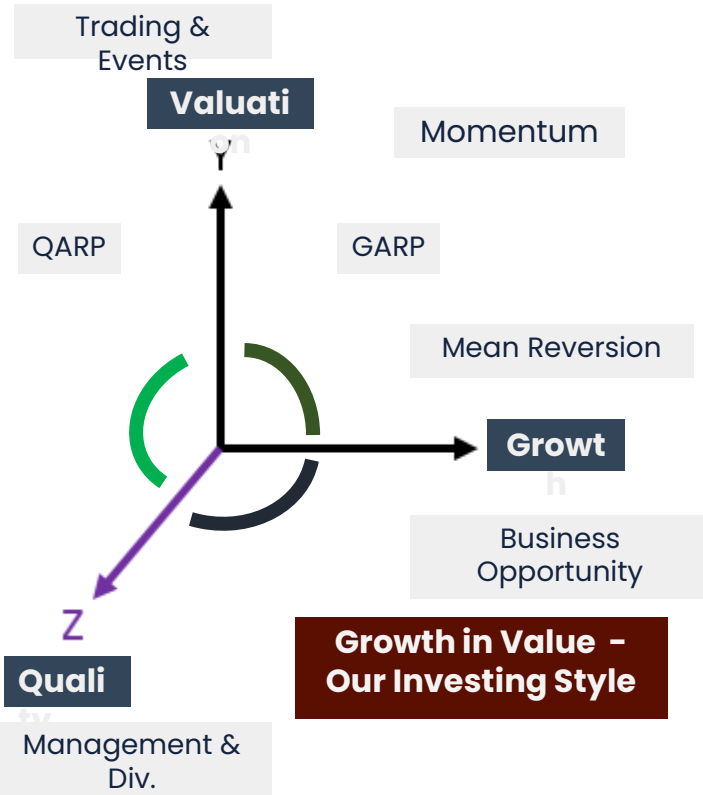 Trading &
Events
Valuati
on
Y
Momentum
QARP
GARP
Mean Reversion
Growt
h
Business
Opportunity
Z
Growth in Value -
Our Investing Style
Quali
ty
Management &
Div.